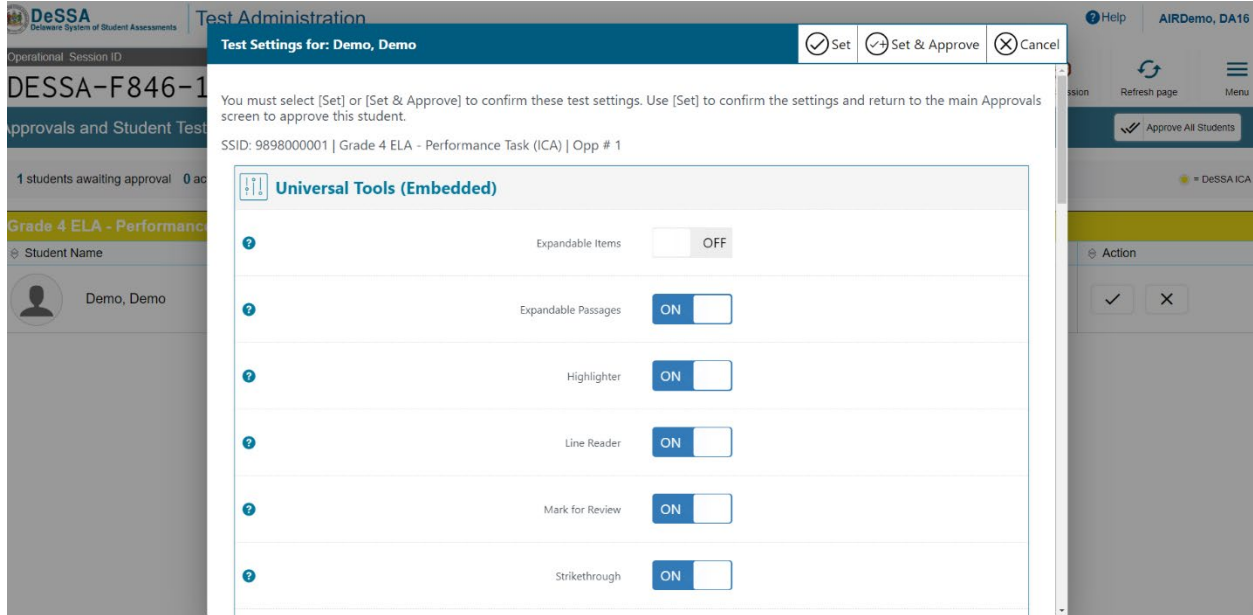 DeSSA
Delaware System of Student Assessments
Test Administration
Help
AIRDemo, DA16
Operational Session ID
DESSA-F846-1
Refresh page
Menu
Approvals and Student Test
Approve All Students
1 students awaiting approval 0 ac
= DeSSA ICA
Grade 4 ELA - Performanc
Student Name
Action
Demo, Demo
Test Settings for: Demo, Demo
Set
Set & Approve
Cancel
You must select [Set] or [Set & Approve] to confirm these test settings. Use [Set] to confirm the settings and return to the main Approvals
screen to approve this student.
SSID: 9898000001 | Grade 4 ELA - Performance Task (ICA) | Opp # 1
Universal Tools (Embedded)
Expandable Items OFF
Expandable Passages ON
Highlighter ON
Line Reader ON
Mark for Review ON
Strikethrough ON